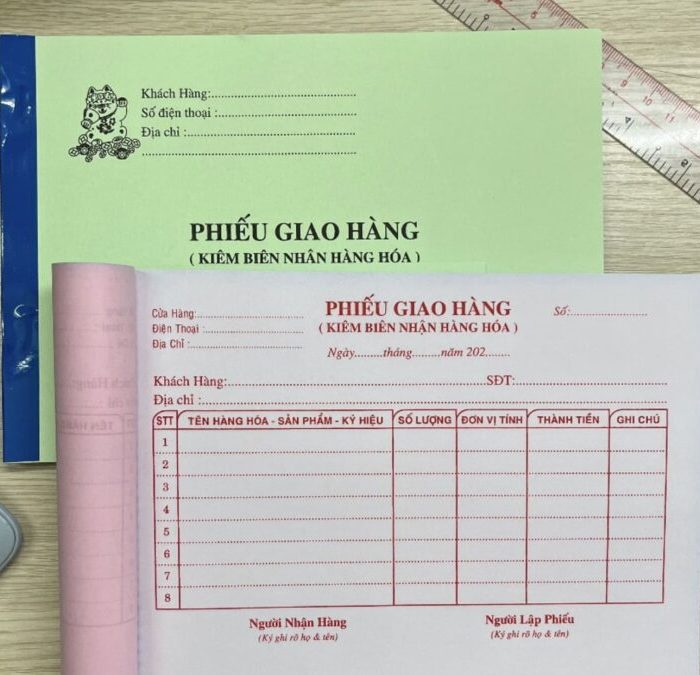 Khách Hàng:
Số điện thoại :
Địa chỉ :
PHIẾU GIAO HÀNG
( KIÊM BIÊN NHẬN HÀNG HÓA )
Cửa Hàng:
Điện Thoại :
Địa Chỉ :
PHIẾU GIAO HÀNG
( KIÊM BIÊN NHẬN HÀNG HÓA )
Số:
Ngày.........tháng.........năm 202........
Khách Hàng: SĐT:
Địa chỉ :
STT TÊN HÀNG HÓA - SẢN PHẨM - KÝ HIỆU SỐ LƯỢNG ĐƠN VỊ TÍNH THÀNH TIỀN GHI CHÚ
1
2
3
4
5
6
7
8
Người Nhận Hàng Người Lập Phiếu
(Ký ghi rõ họ & tên) (Ký ghi rõ họ & tên)